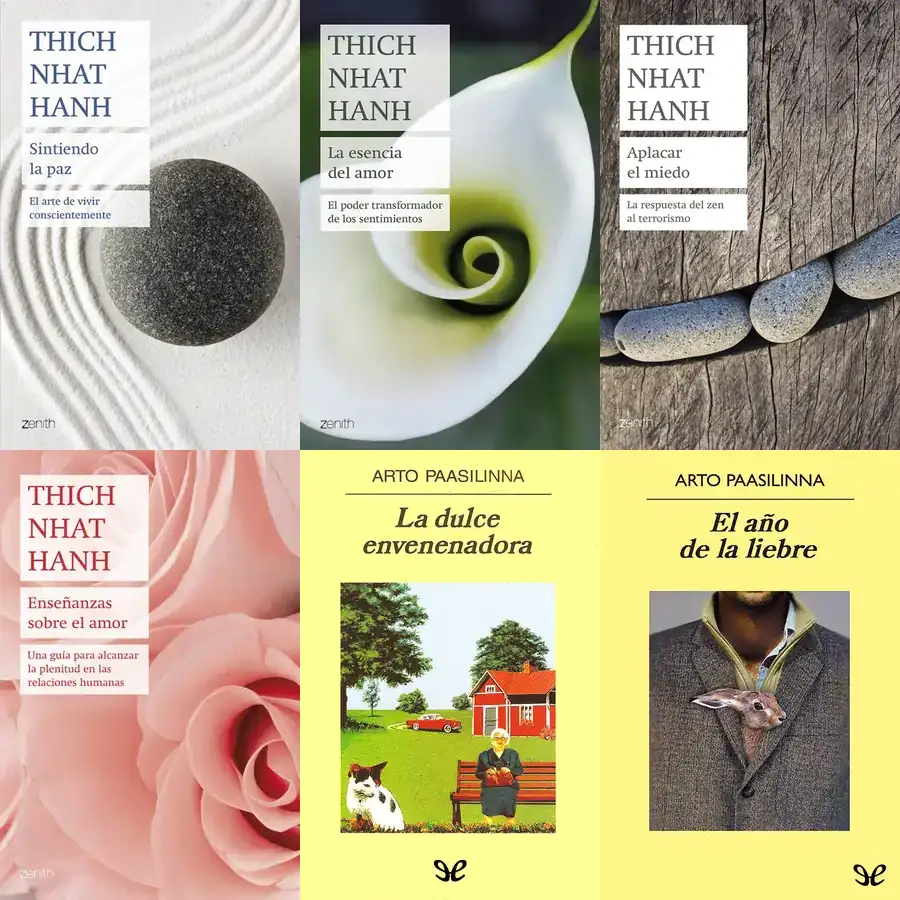 THICH
NHAT
HANH
Sintiendo
la paz
El arte de vivir
conscientemente
zenith
THICH
NHAT
HANH
La esencia
del amor
El poder transformador
de los sentimientos
zenith
THICH
NHAT
HANH
Aplacar
el miedo
La respuesta del zen
al terrorismo
zenith
THICH
NHAT
HANH
Enseñanzas
sobre el amor
Una guía para alcanzar
la plenitud en las
relaciones humanas
zenith
ARTO PAASILINNA
La dulce
envenenadora
ARTO PAASILINNA
El año
de la liebre